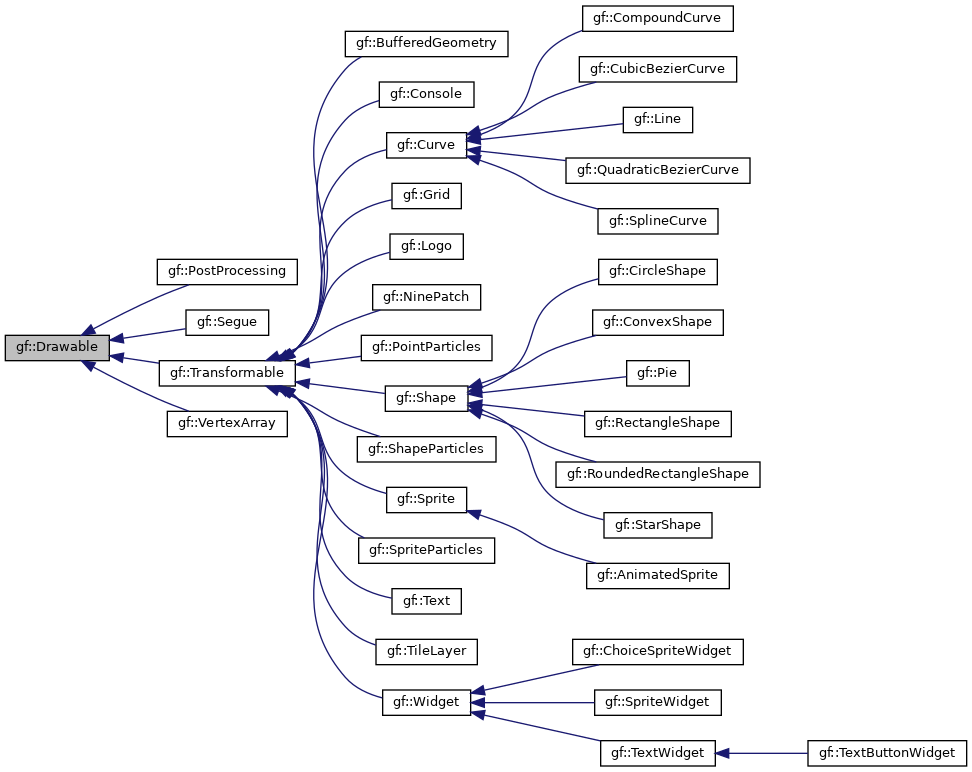 gf::Drawable
gf::PostProcessing
gf::Segue
gf::Transformable
gf::VertexArray
gf::BufferedGeometry
gf::Console
gf::Curve
gf::Grid
gf::Logo
gf::NinePatch
gf::PointParticles
gf::Shape
gf::ShapeParticles
gf::Sprite
gf::SpriteParticles
gf::Text
gf::TileLayer
gf::Widget
gf::CompoundCurve
gf::CubicBezierCurve
gf::Line
gf::QuadraticBezierCurve
gf::SplineCurve
gf::CircleShape
gf::ConvexShape
gf::Pie
gf::RectangleShape
gf::RoundedRectangleShape
gf::StarShape
gf::AnimatedSprite
gf::ChoiceSpriteWidget
gf::SpriteWidget
gf::TextWidget
gf::TextButtonWidget